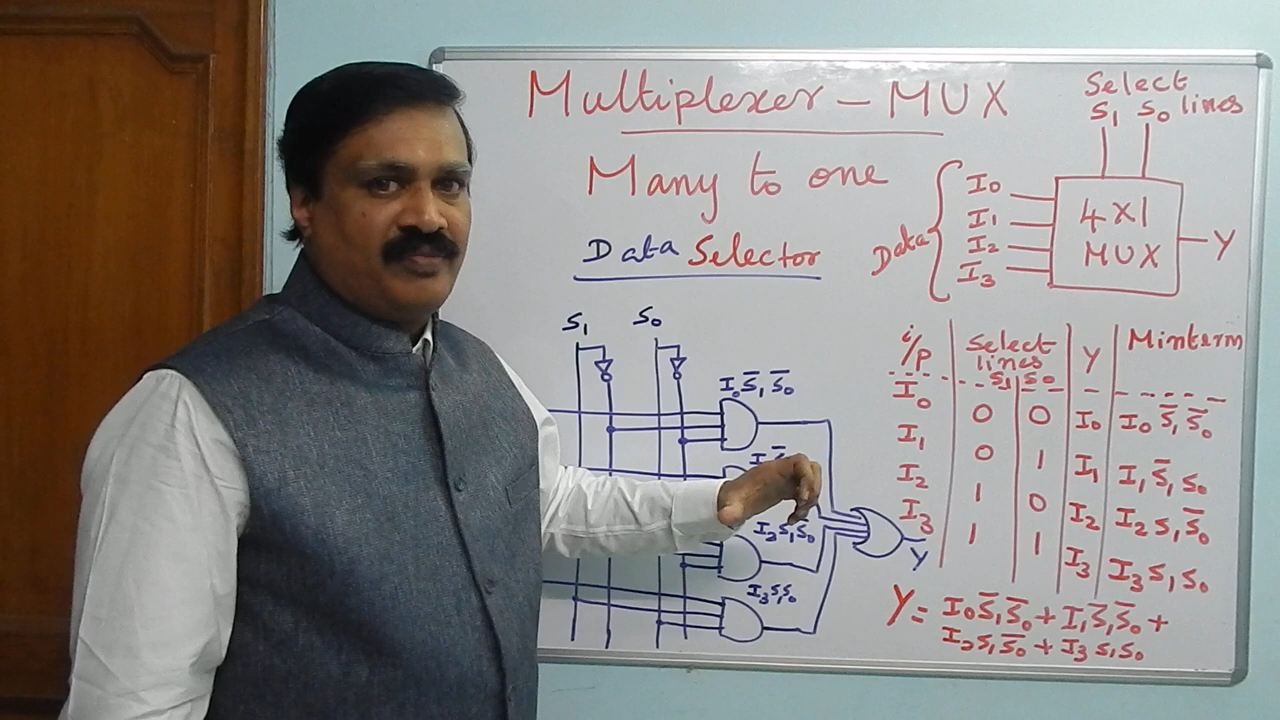 Multiplexer – MUX
Many to one
Data Selector
Select
S₁ S₀ lines
Data
I₀
I₁
I₂
I₃
4X1
MUX
Y
S₁ S₀
I₀S̅₁S̅₀
I₂S₁S̅₀
I₃S₁S₀
Y
i/p Select lines Y Minterm
S₁ S₀
I₀ 0 0 I₀ I₀S̅₁S̅₀
I₁ 0 1 I₁ I₁S̅₁S₀
I₂ 1 0 I₂ I₂S₁S̅₀
I₃ 1 1 I₃ I₃S₁S₀
Y = I₀S̅₁S̅₀ + I₁S̅₁S̅₀ +
I₂S₁S̅₀ + I₃S₁S₀